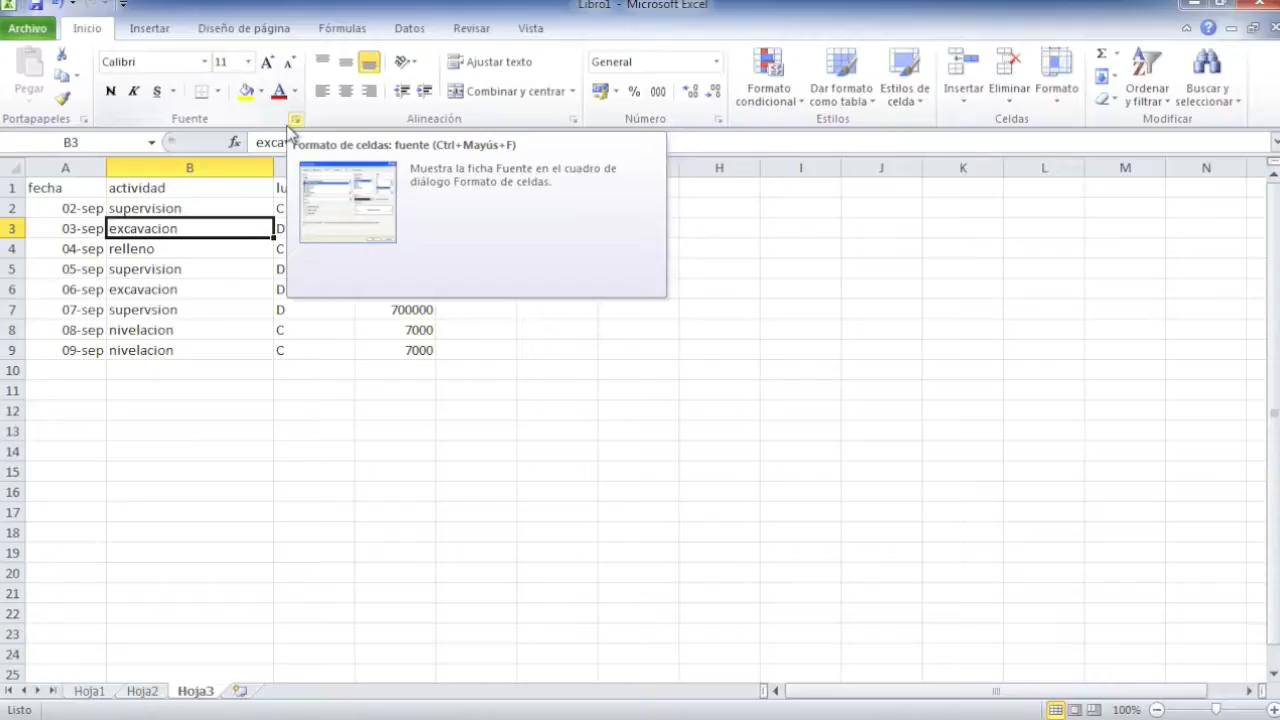 Libro1 - Microsoft Excel
Archivo Inicio Insertar Diseño de página Fórmulas Datos Revisar Vista
Pegar
Calibri 11
N K S
A A
A
Ajustar texto
Combinar y centrar
General
% 000
Formato condicional
Dar formato como tabla
Estilos de celda
Insertar Eliminar Formato
Σ
Ordenar y filtrar
Buscar y seleccionar
Portapapeles Fuente Alineación Número Estilos Celdas Modificar
B3 fx exca
Formato de celdas: fuente (Ctrl+Mayús+F)
Muestra la ficha Fuente en el cuadro de
diálogo Formato de celdas.
A B H I J K L M N
1 fecha actividad lu
2 02-sep supervision C
3 03-sep excavacion D
4 04-sep relleno C
5 05-sep supervision D
6 06-sep excavacion D
7 07-sep supervsion D 700000
8 08-sep nivelacion C 7000
9 09-sep nivelacion C 7000
10
11
12
13
14
15
16
17
18
19
20
21
22
23
24
25
Hoja1 Hoja2 Hoja3
Listo 100%